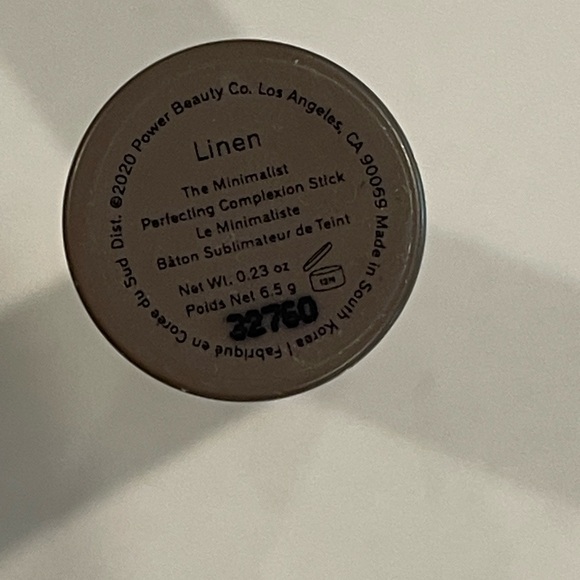 Dist. ©2020 Power Beauty Co. Los Angeles, CA 90069 Made in South Korea | Fabriqué en Corée du Sud
Linen
The Minimalist
Perfecting Complexion Stick
Le Minimaliste
Bâton Sublimateur de Teint
Net Wt. 0.23 oz
Poids Net 6.5 g
12M
32760